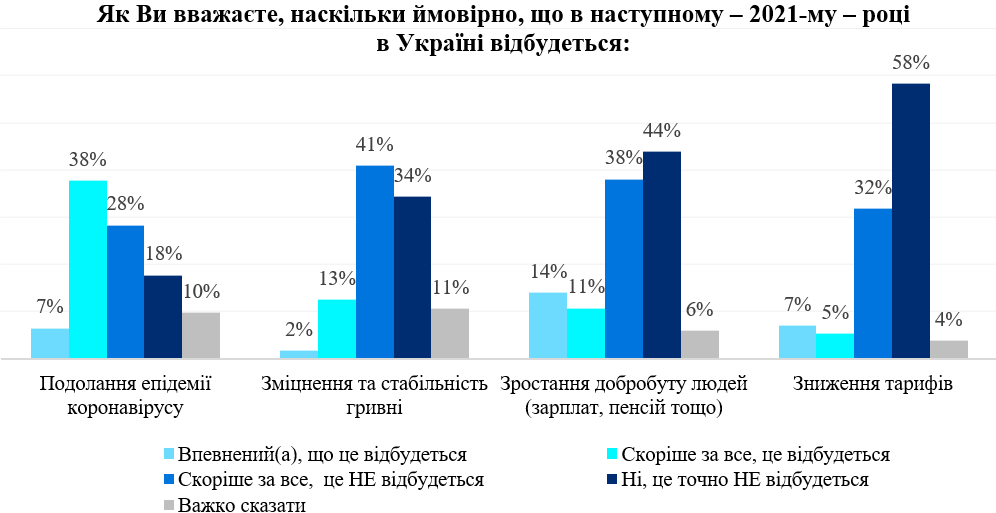 Як Ви вважаєте, наскільки ймовірно, що в наступному – 2021-му – році
в Україні відбудеться:
7%
38%
28%
18%
10%
2%
13%
41%
34%
11%
14%
11%
38%
44%
6%
7%
5%
32%
58%
4%
Подолання епідемії
коронавірусу
Зміцнення та стабільність
гривні
Зростання добробуту людей
(зарплат, пенсій тощо)
Зниження тарифів
Впевнений(а), що це відбудеться
Скоріше за все, це відбудеться
Скоріше за все,  це НЕ відбудеться
Ні, це точно НЕ відбудеться
Важко сказати